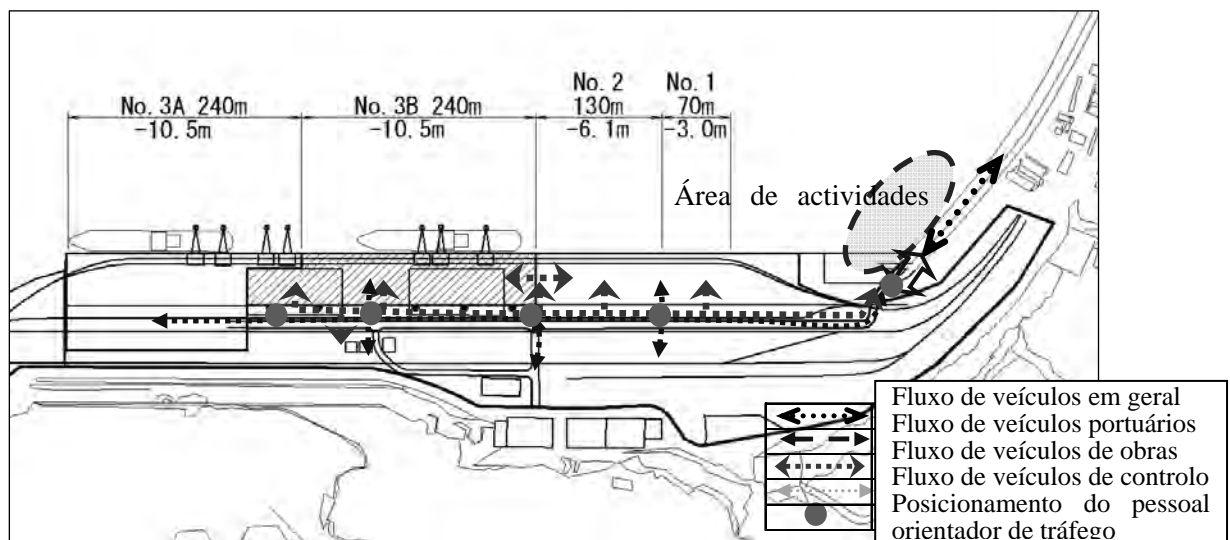 No. 3A 240m
-10.5m
No. 3B 240m
-10.5m
No. 2
130m
-6.1m
No. 1
70m
-3.0m
Área de actividades
Fluxo de veículos em geral
Fluxo de veículos portuários
Fluxo de veículos de obras
Fluxo de veículos de controlo
Posicionamento do pessoal
orientador de tráfego